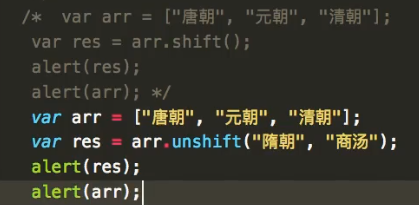 /*  var arr = ["唐朝", "元朝", "清朝"];
var res = arr.shift();
alert(res);
alert(arr); */
var arr = ["唐朝", "元朝", "清朝"];
var res = arr.unshift("隋朝", "商汤");
alert(res);
alert(arr);